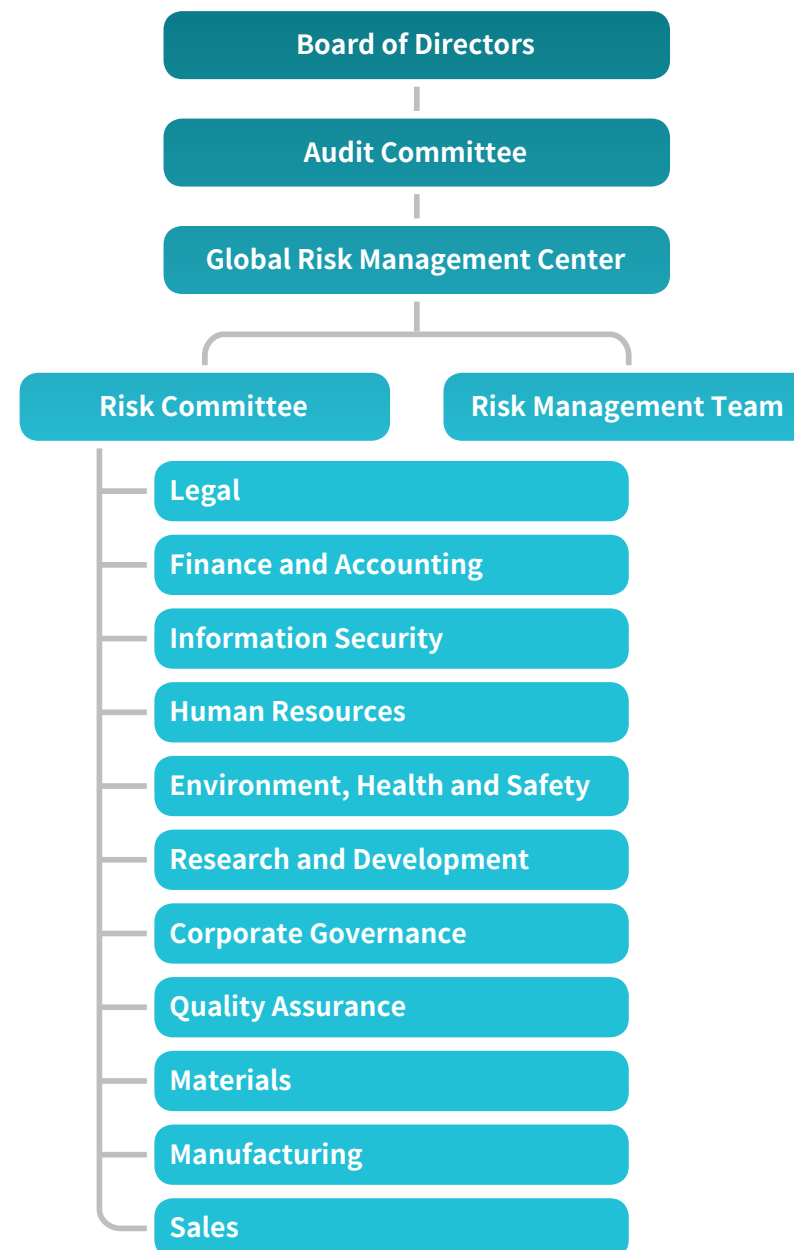 Board of Directors
Audit Committee
Global Risk Management Center
Risk Committee
Risk Management Team
Legal
Finance and Accounting
Information Security
Human Resources
Environment, Health and Safety
Research and Development
Corporate Governance
Quality Assurance
Materials
Manufacturing
Sales